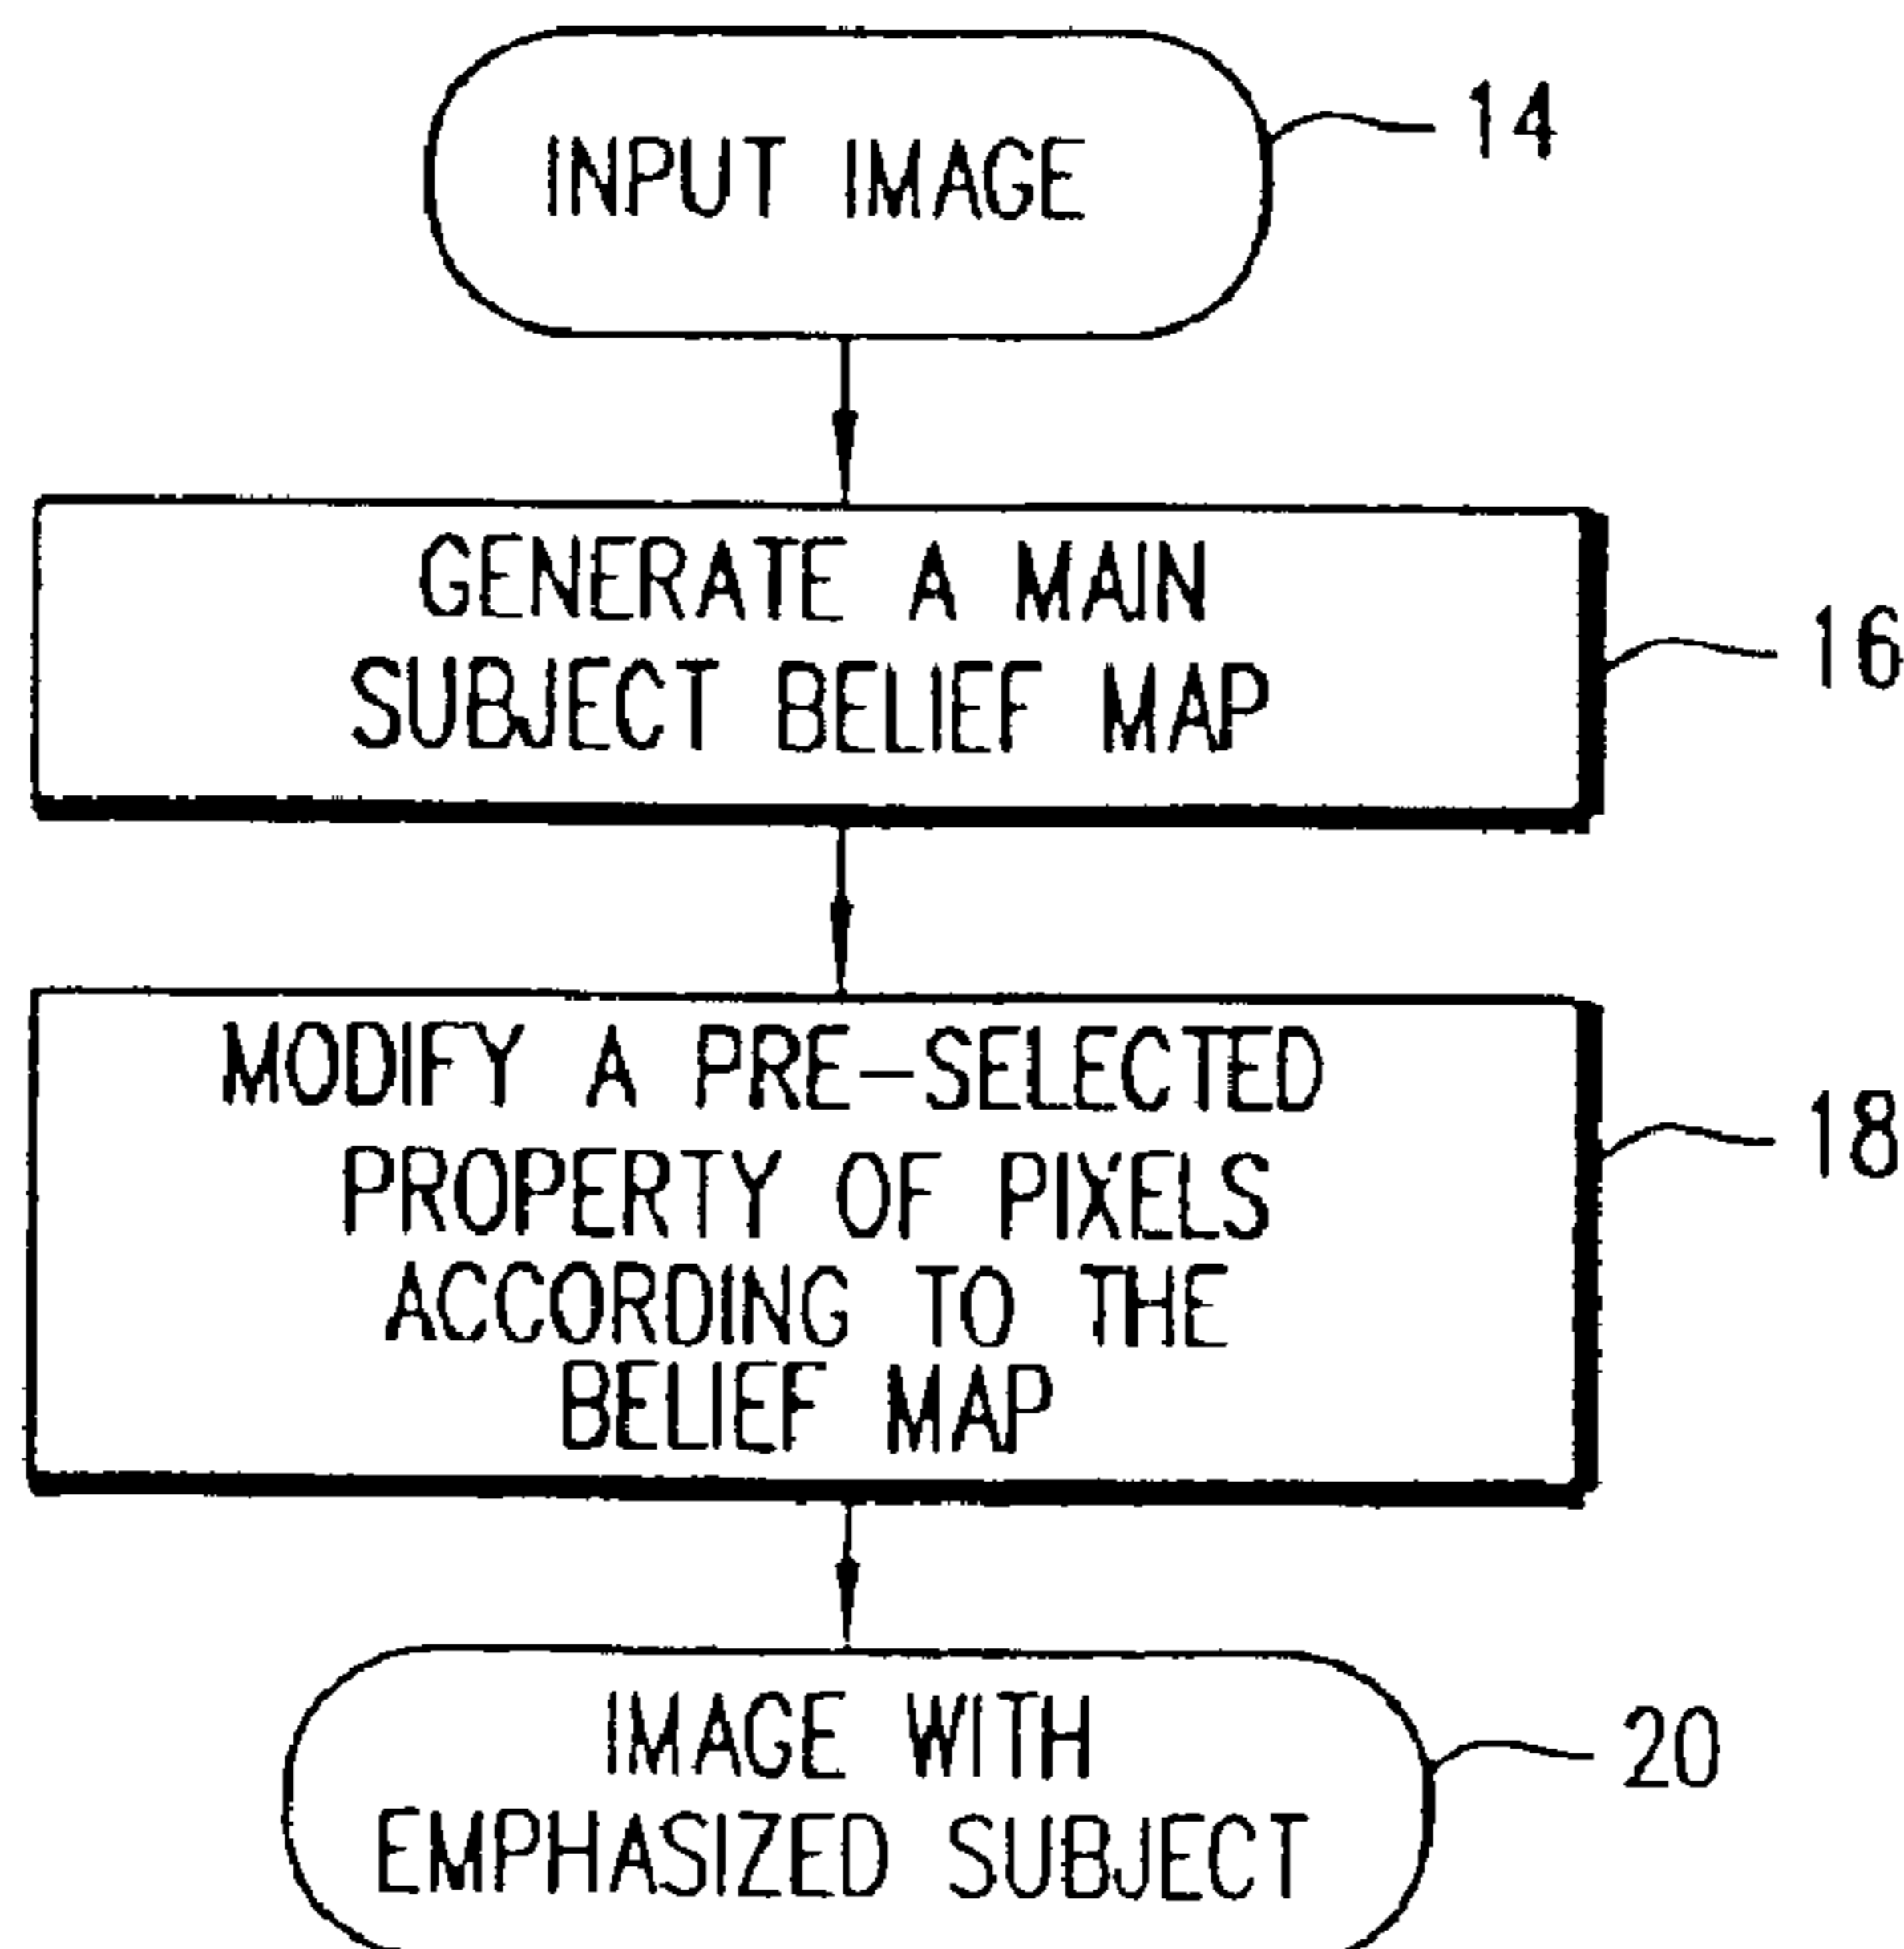 INPUT IMAGE
14
GENERATE A MAIN
SUBJECT BELIEF MAP
16
MODIFY A PRE-SELECTED
PROPERTY OF PIXELS
ACCORDING TO THE
BELIEF MAP
18
IMAGE WITH
EMPHASIZED SUBJECT
20